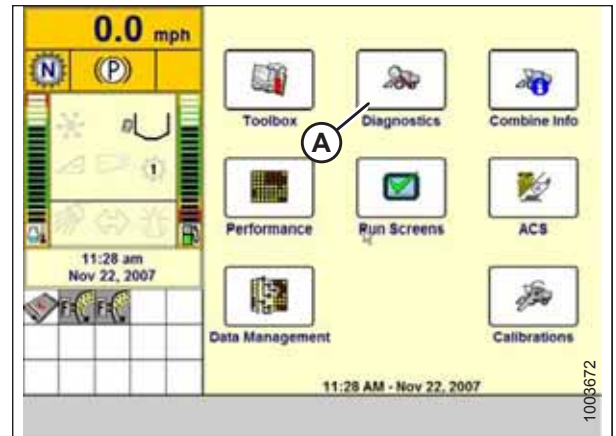 0.0 mph
N
P
1
11:28 am
Nov 22, 2007
F
F
Toolbox
Diagnostics
Combine Info
A
Performance
Run Screens
ACS
Data Management
Calibrations
11:28 AM - Nov 22, 2007
1003672